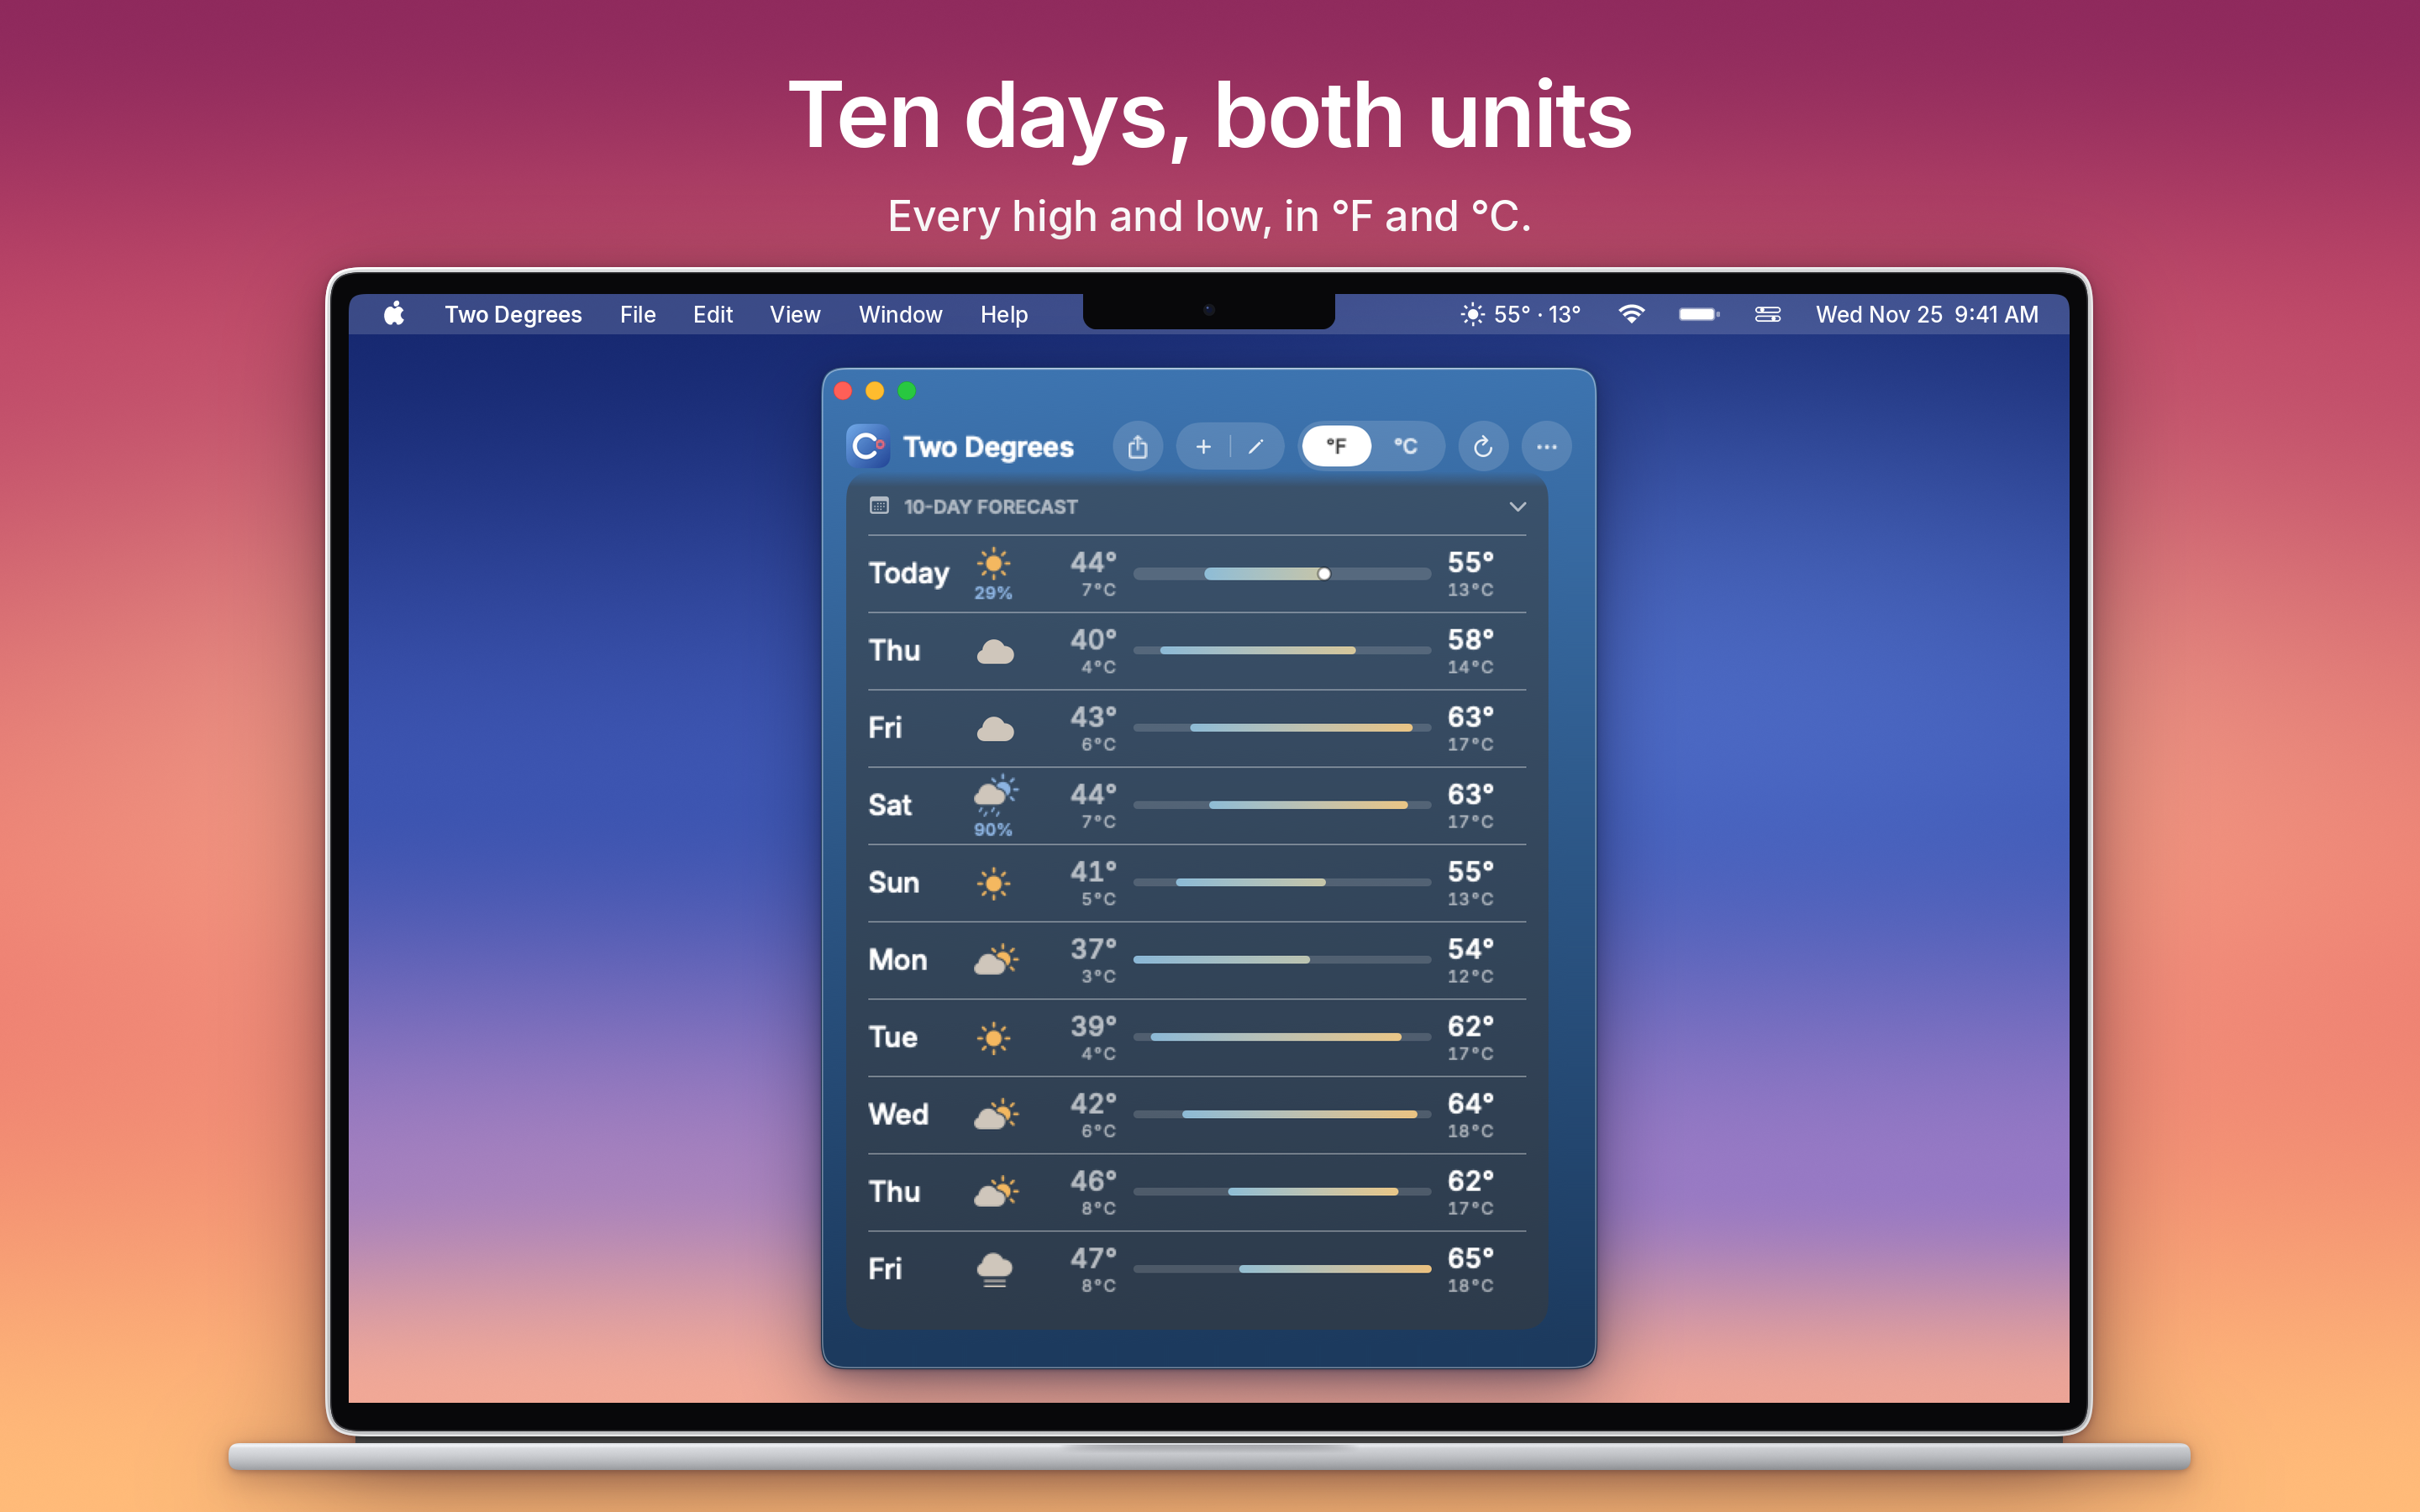 Ten days, both units
Every high and low, in °F and °C.
Two Degrees File Edit View Window Help 55° · 13° Wed Nov 25 9:41 AM
Two Degrees °F °C
10-DAY FORECAST
Today 29% 44° 7°C 55° 13°C
Thu 40° 4°C 58° 14°C
Fri 43° 6°C 63° 17°C
Sat 90% 44° 7°C 63° 17°C
Sun 41° 5°C 55° 13°C
Mon 37° 3°C 54° 12°C
Tue 39° 4°C 62° 17°C
Wed 42° 6°C 64° 18°C
Thu 46° 8°C 62° 17°C
Fri 47° 8°C 65° 18°C